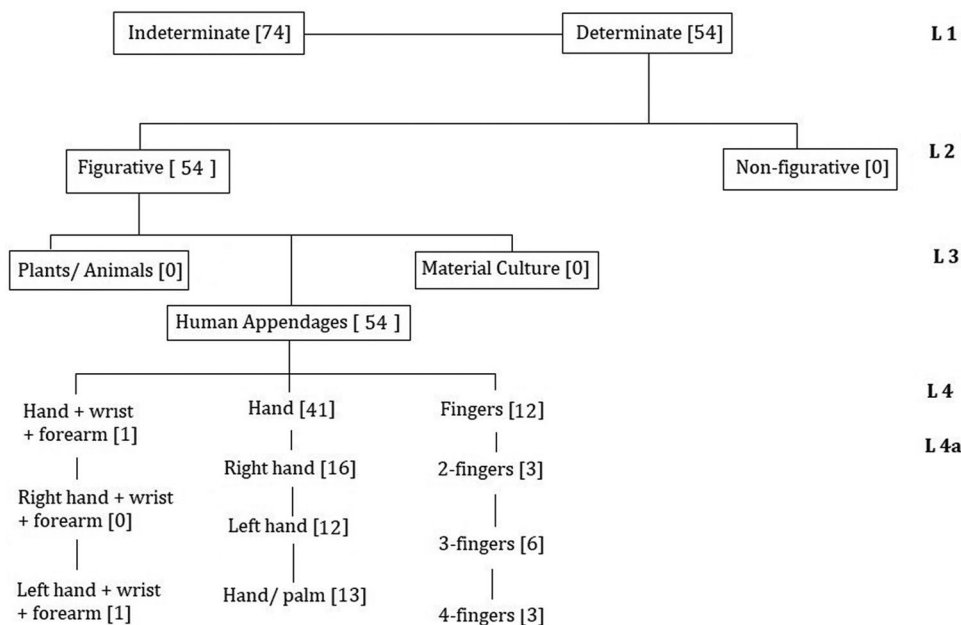 Indeterminate [74]
Determinate [54]
L 1
Figurative [ 54 ]
Non-figurative [0]
L 2
Plants/ Animals [0]
Material Culture [0]
L 3
Human Appendages [ 54 ]
Hand + wrist
+ forearm [1]
Hand [41]
Fingers [12]
L 4
L 4a
Right hand [16]
2-fingers [3]
Right hand + wrist
+ forearm [0]
Left hand [12]
3-fingers [6]
Left hand + wrist
+ forearm [1]
Hand/ palm [13]
4-fingers [3]